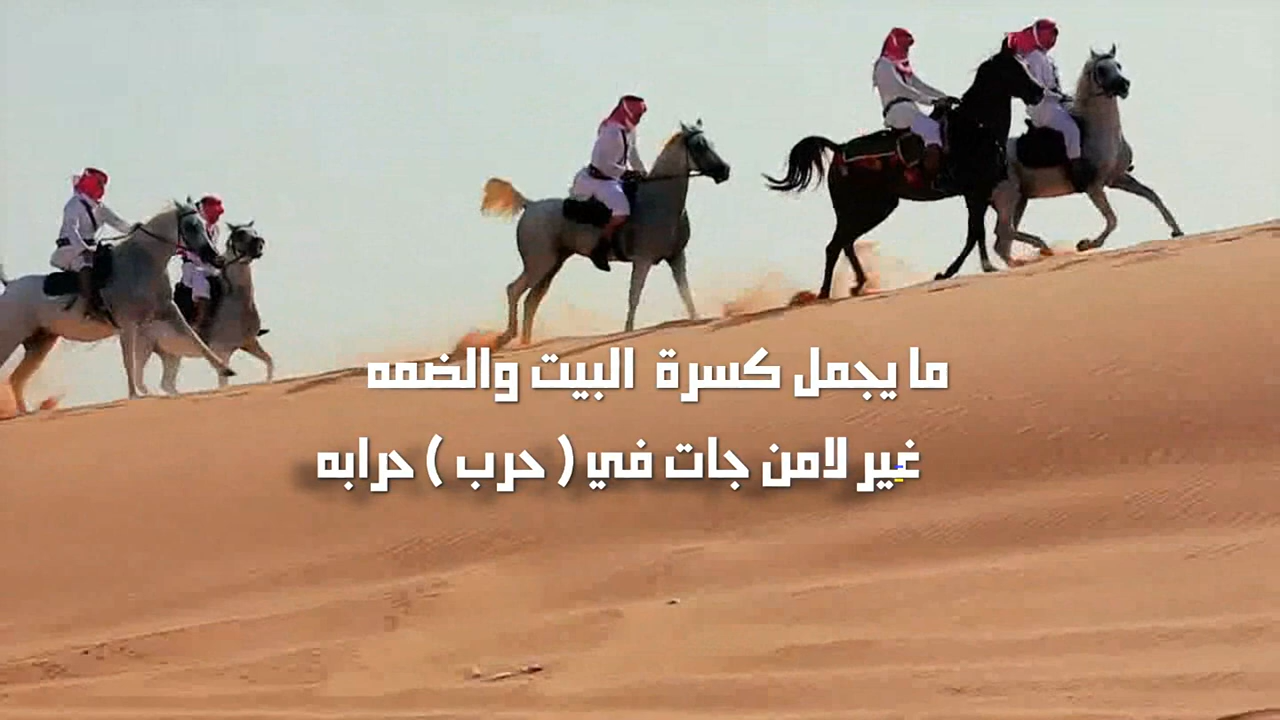 ما يجمل كسرة البيت والضمه
غير لامن جات في ( حرب ) حرابه